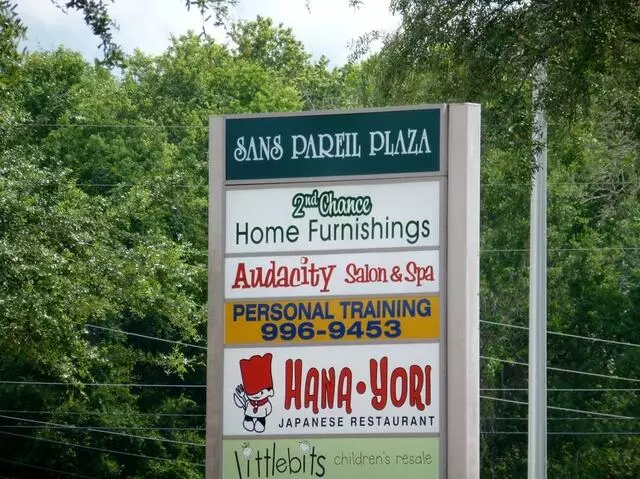 SANS PAREIL PLAZA
2nd Chance
Home Furnishings
Audacity Salon & Spa
PERSONAL TRAINING
996-9453
HANA•YORI
JAPANESE RESTAURANT
littlebits children's resale